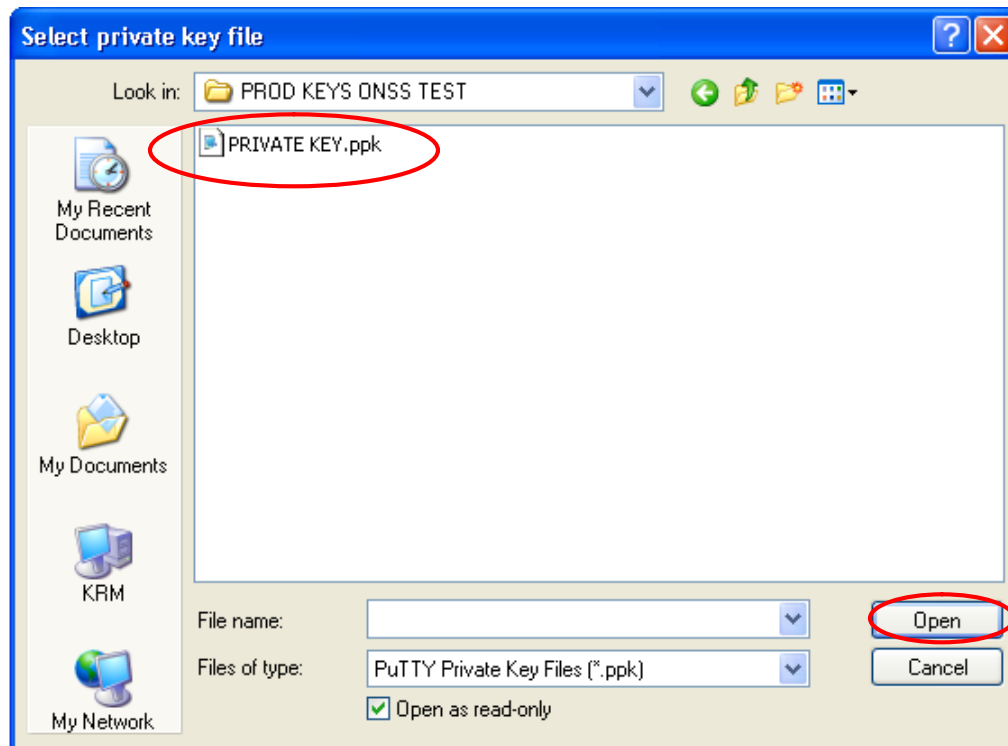 Select private key file
Look in:
PROD KEYS ONSS TEST
PRIVATE KEY.ppk
My Recent
Documents
Desktop
My Documents
KRM
My Network
File name:
Open
Files of type:
PuTTY Private Key Files (*.ppk)
Cancel
Open as read-only